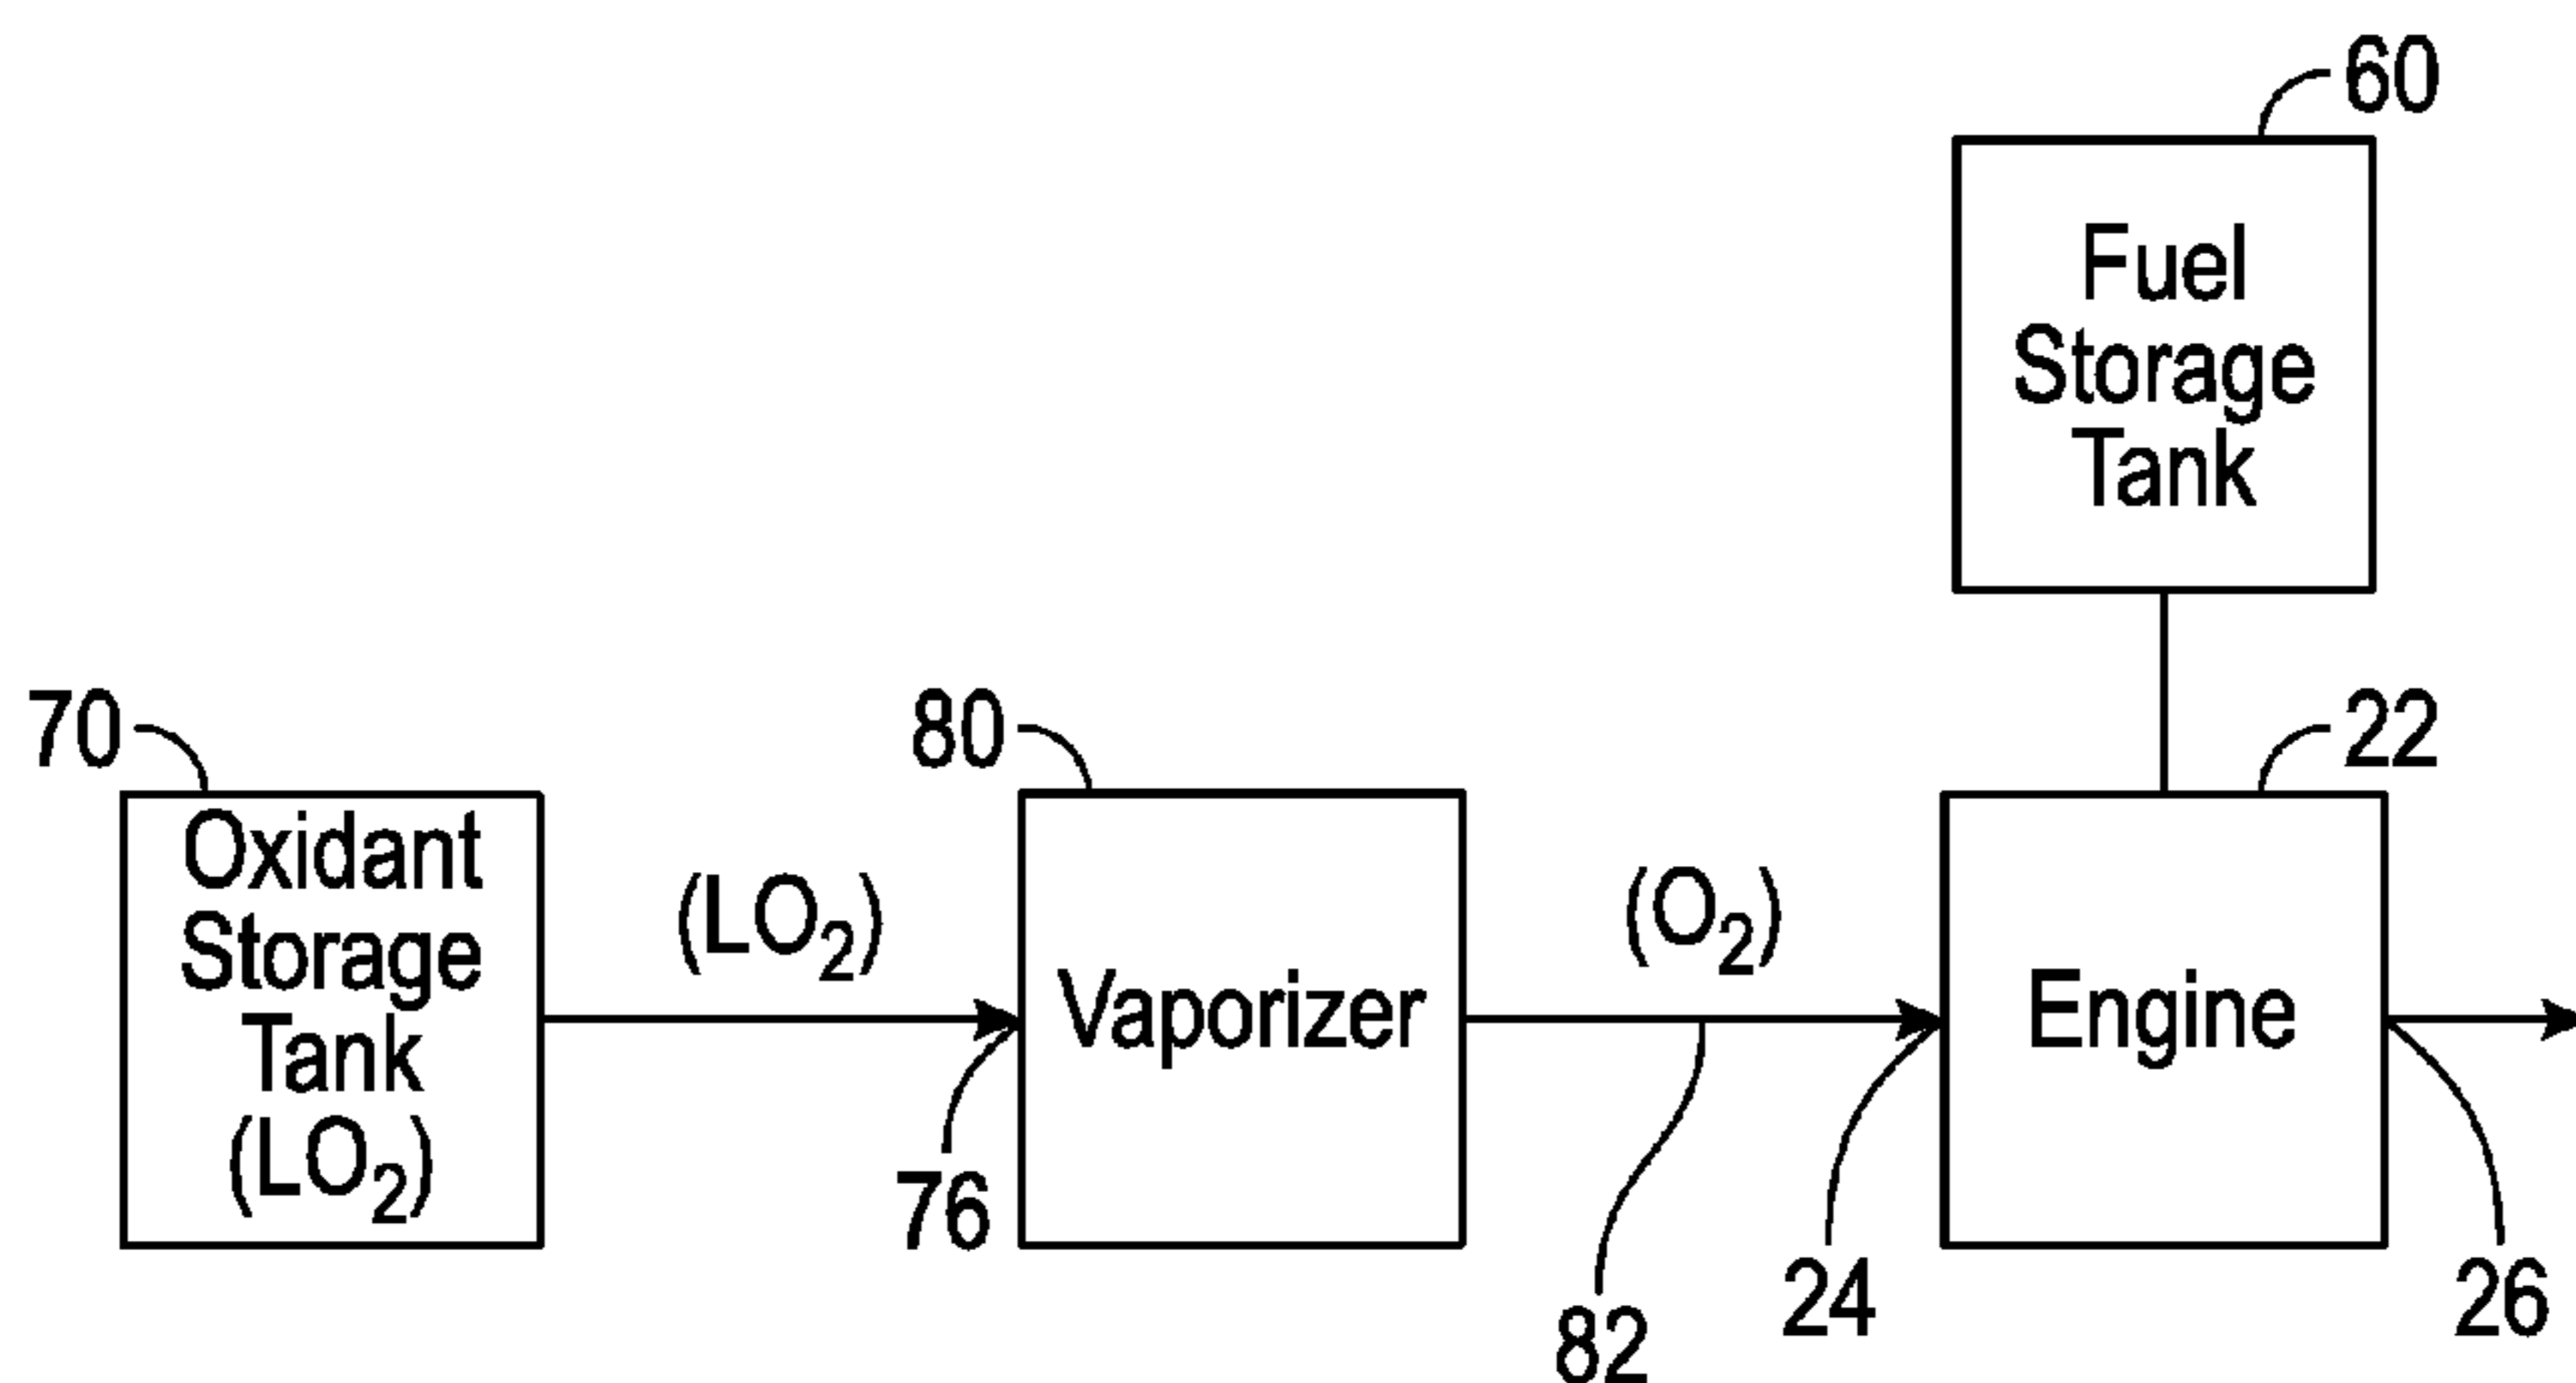 60
Fuel
Storage
Tank
70
80
22
Oxidant
Storage
Tank
(LO₂)
(LO₂)
Vaporizer
(O₂)
Engine
76
82
24
26